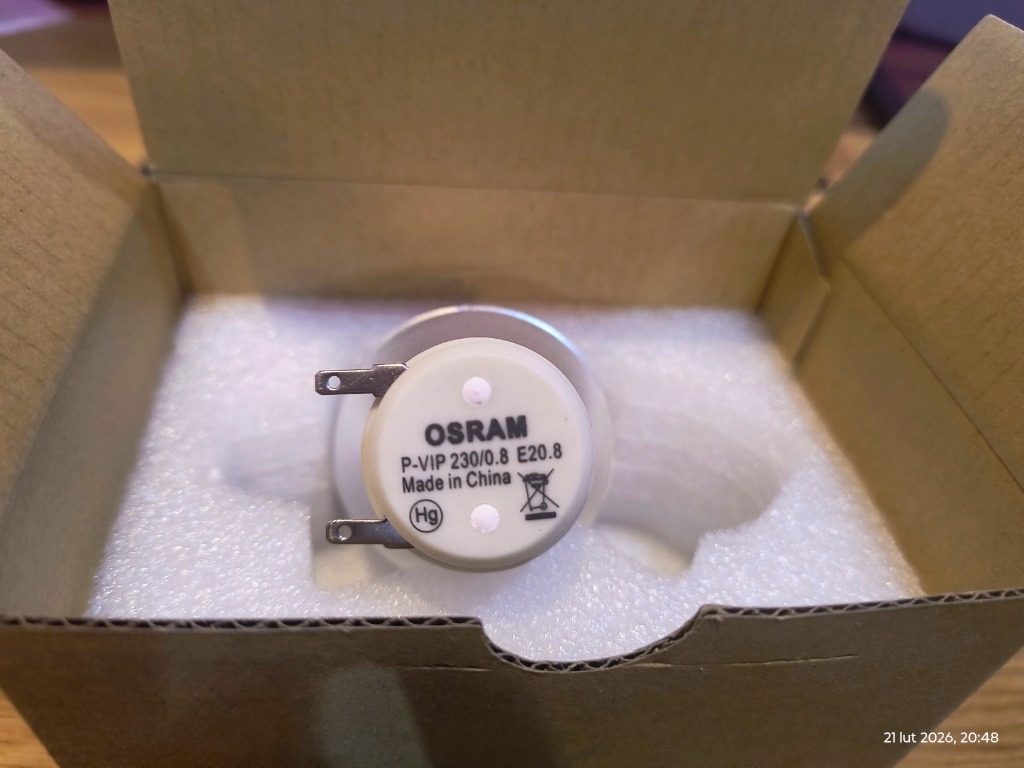 OSRAM
P-VIP 230/0.8 E20.8
Made in China
Hg
21 lut 2026, 20:48